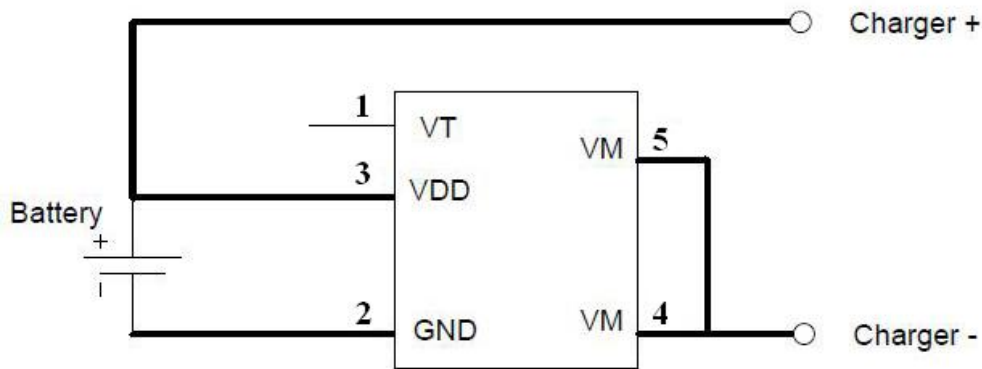 Charger +
1
VT
VM
5
3
VDD
Battery
+
-
2
GND
VM
4
Charger -